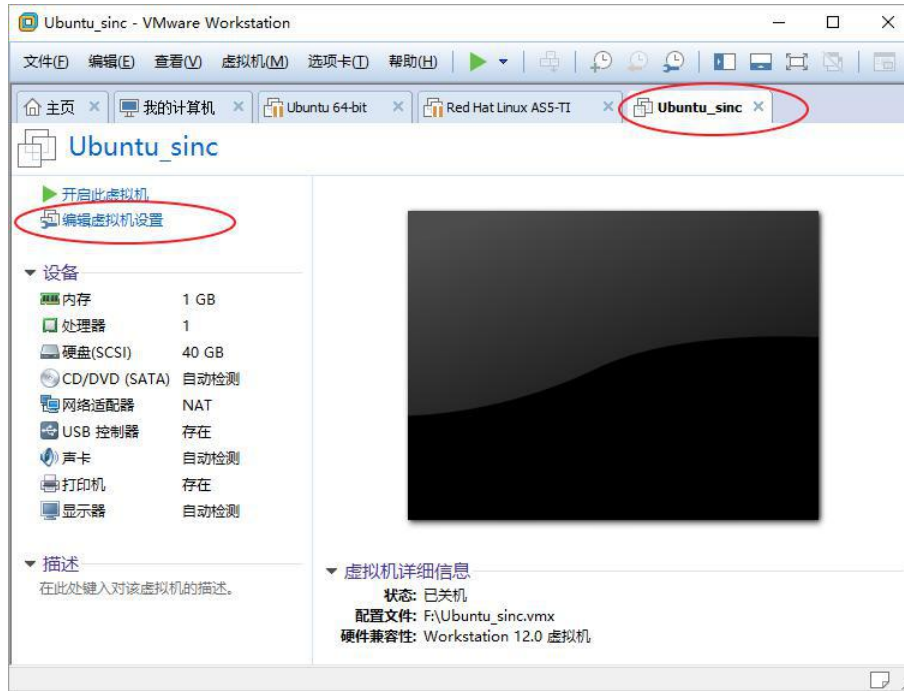 Ubuntu_sinc - VMware Workstation
文件(F) 编辑(E) 查看(V) 虚拟机(M) 选项卡(T) 帮助(H)
主页 我的计算机 Ubuntu 64-bit Red Hat Linux AS5-TI Ubuntu_sinc
Ubuntu_sinc
开启此虚拟机
编辑虚拟机设置
设备
内存 1 GB
处理器 1
硬盘(SCSI) 40 GB
CD/DVD (SATA) 自动检测
网络适配器 NAT
USB 控制器 存在
声卡 自动检测
打印机 存在
显示器 自动检测
描述
在此处键入对该虚拟机的描述。
虚拟机详细信息
状态: 已关机
配置文件: F:\Ubuntu_sinc.vmx
硬件兼容性: Workstation 12.0 虚拟机